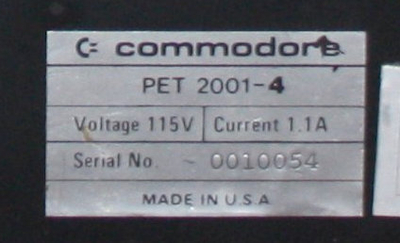 commodore
PET 2001-4
Voltage 115V Current 1.1A
Serial No. - 0010054
MADE IN U.S.A